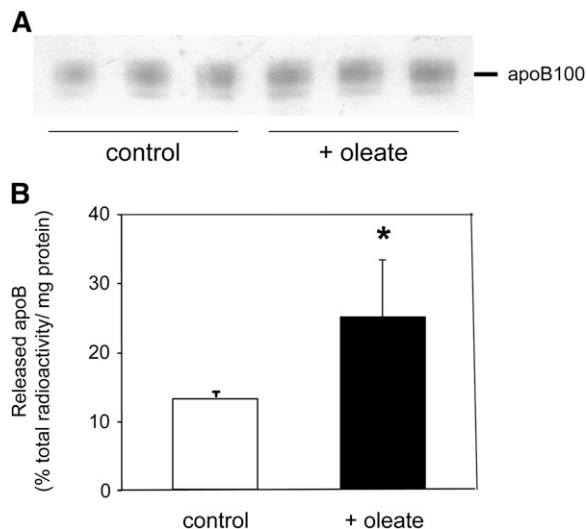 A
apoB100
control + oleate
B
Released apoB
(% total radioactivity/ mg protein)
40
30
20
10
0
*
control + oleate